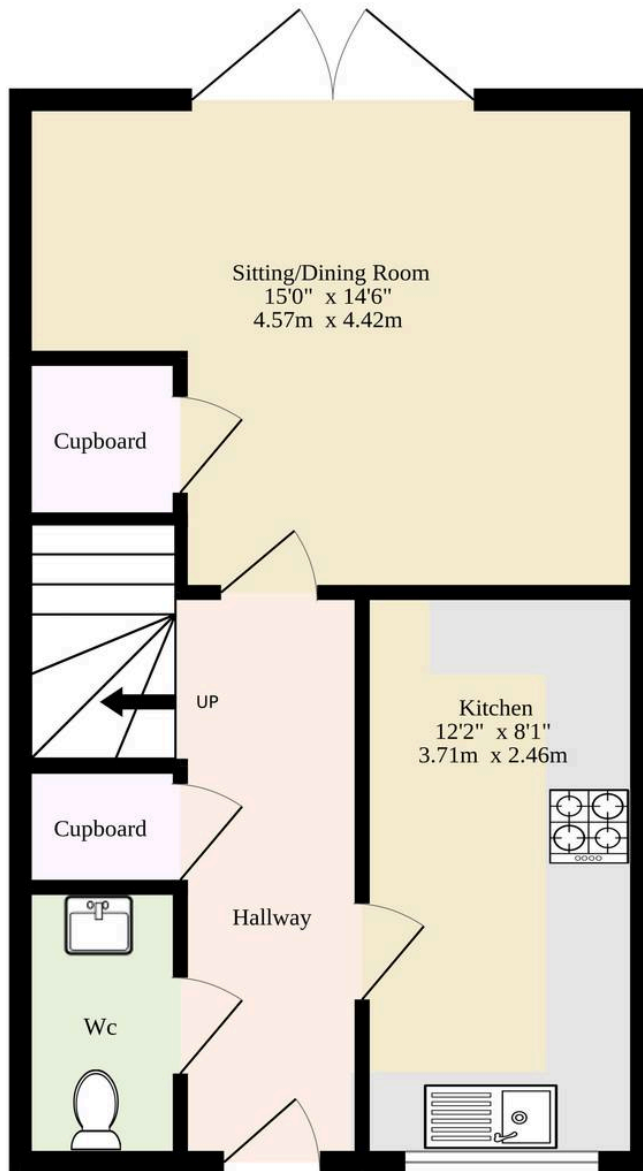 Sitting/Dining Room
15'0" x 14'6"
4.57m x 4.42m
Cupboard
UP
Kitchen
12'2" x 8'1"
3.71m x 2.46m
Cupboard
Hallway
Wc